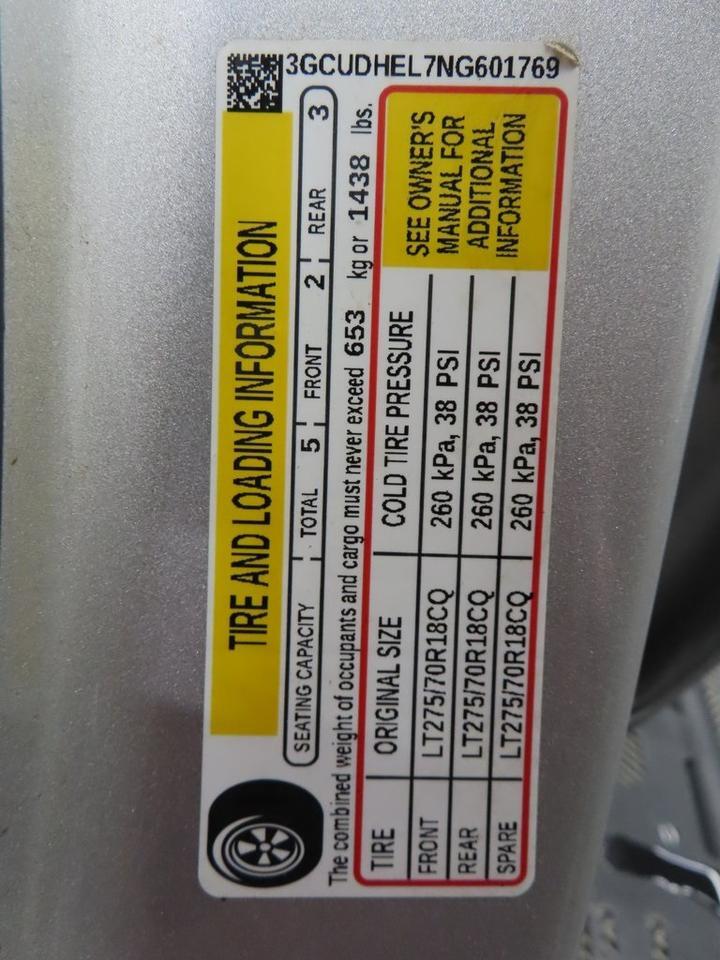 3GCUDHEL7NG601769
TIRE AND LOADING INFORMATION
SEATING CAPACITY TOTAL 5 FRONT 2 REAR 3
The combined weight of occupants and cargo must never exceed 653 kg or 1438 lbs.
TIRE ORIGINAL SIZE COLD TIRE PRESSURE
FRONT LT275/70R18CQ 260 kPa, 38 PSI
REAR LT275/70R18CQ 260 kPa, 38 PSI
SPARE LT275/70R18CQ 260 kPa, 38 PSI
SEE OWNER'S
MANUAL FOR
ADDITIONAL
INFORMATION